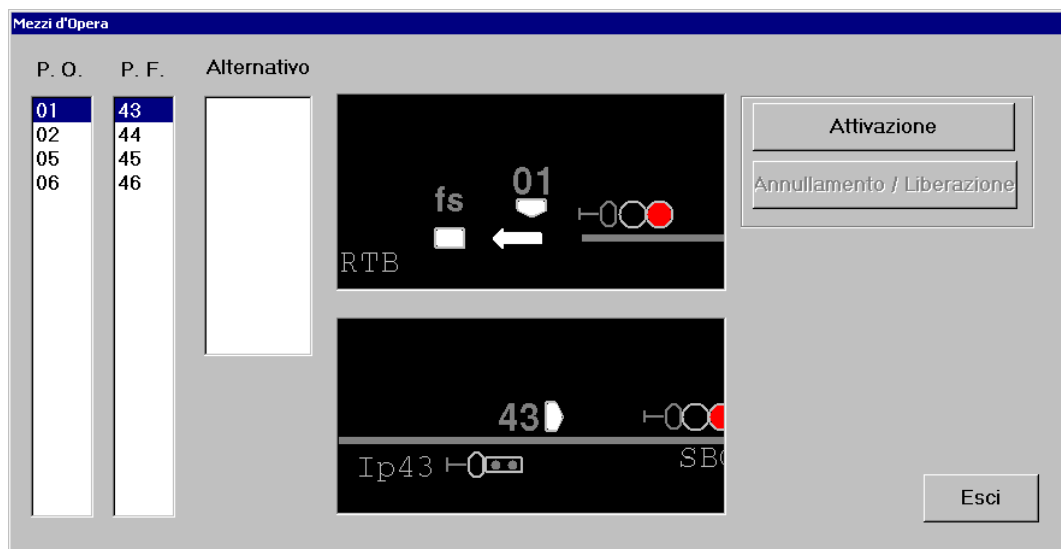 Mezzi d'Opera
P. O. P. F. Alternativo
01 43
02 44
05 45
06 46
fs 01
RTB
43
Ip43
Attivazione
Annullamento / Liberazione
Esci